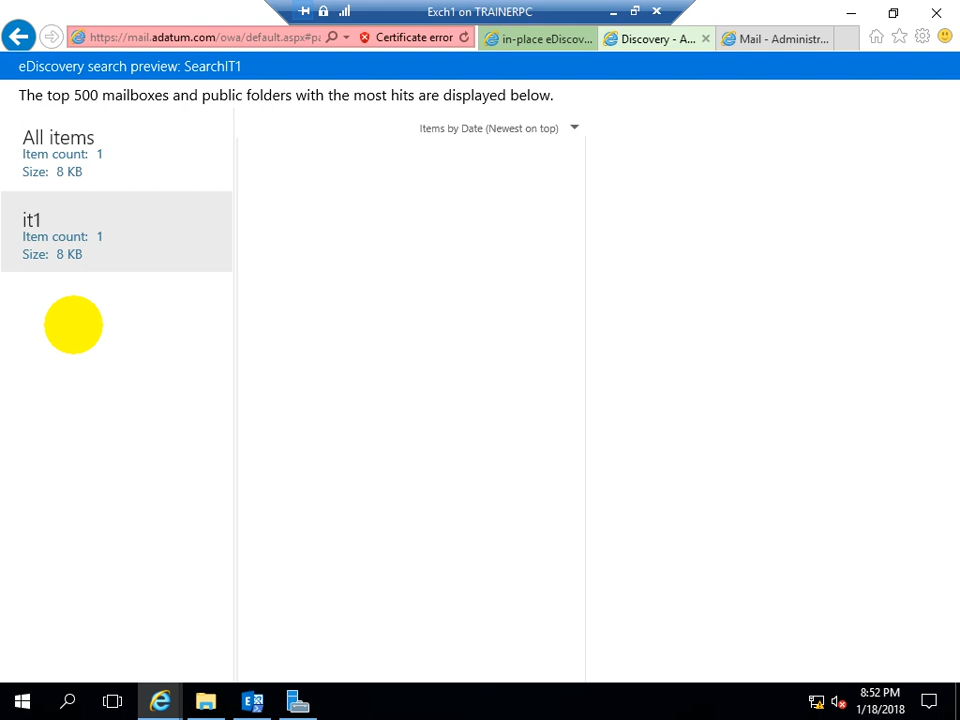 Exch1 on TRAINERPC
https://mail.adatum.com/owa/default.aspx#pa
Certificate error
in-place eDiscov...
Discovery - A...
Mail - Administr...
eDiscovery search preview: SearchIT1
The top 500 mailboxes and public folders with the most hits are displayed below.
All items
Item count: 1
Size: 8 KB
Items by Date (Newest on top)
it1
Item count: 1
Size: 8 KB
8:52 PM
1/18/2018